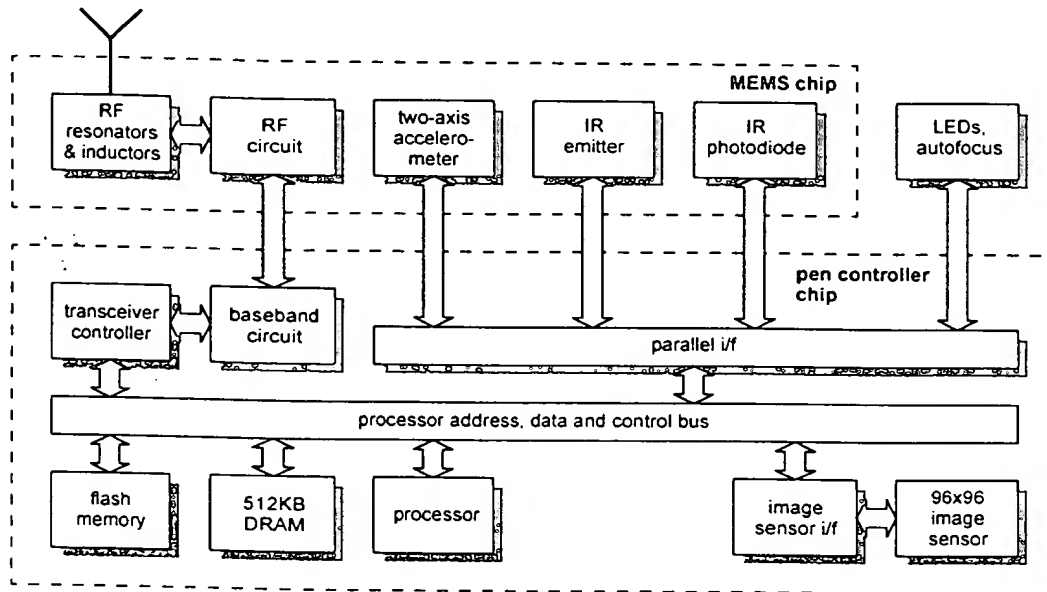 MEMS chip
RF
resonators
& inductors
RF
circuit
two-axis
accelero-
meter
IR
emitter
IR
photodiode
LEDs,
autofocus
pen controller
chip
transceiver
controller
baseband
circuit
parallel i/f
processor address, data and control bus
flash
memory
512KB
DRAM
processor
image
sensor i/f
96x96
image
sensor